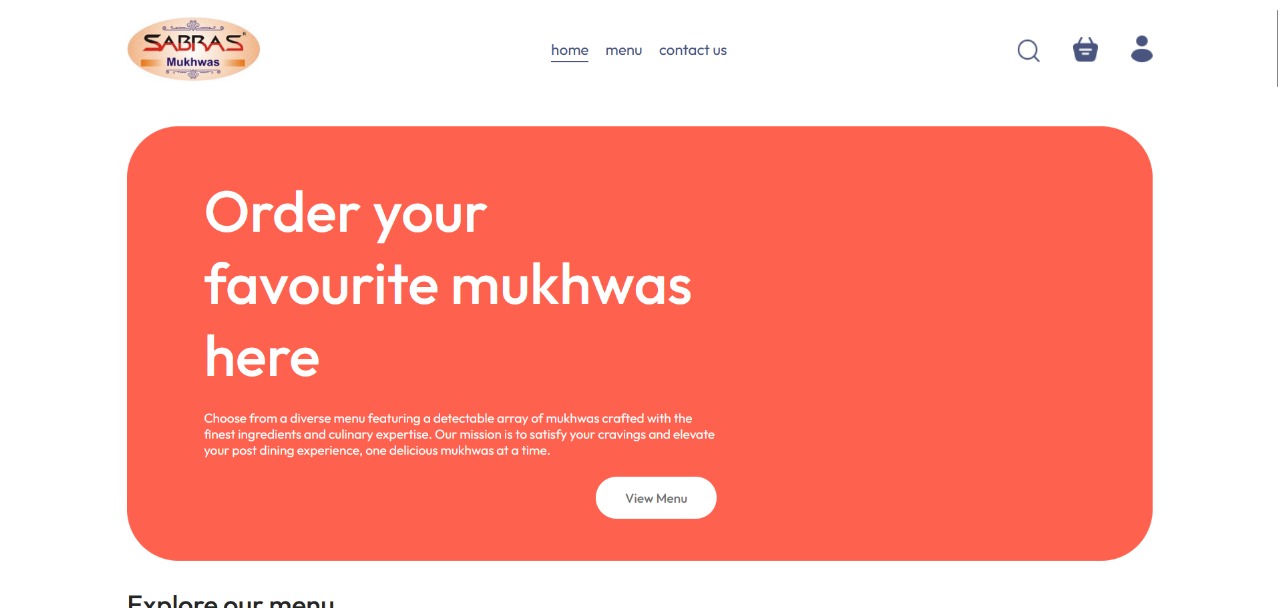 SABRAS®
Mukhwas
home menu contact us
Order your
favourite mukhwas
here
Choose from a diverse menu featuring a detectable array of mukhwas crafted with the
finest ingredients and culinary expertise. Our mission is to satisfy your cravings and elevate
your post dining experience, one delicious mukhwas at a time.
View Menu
Explore our menu